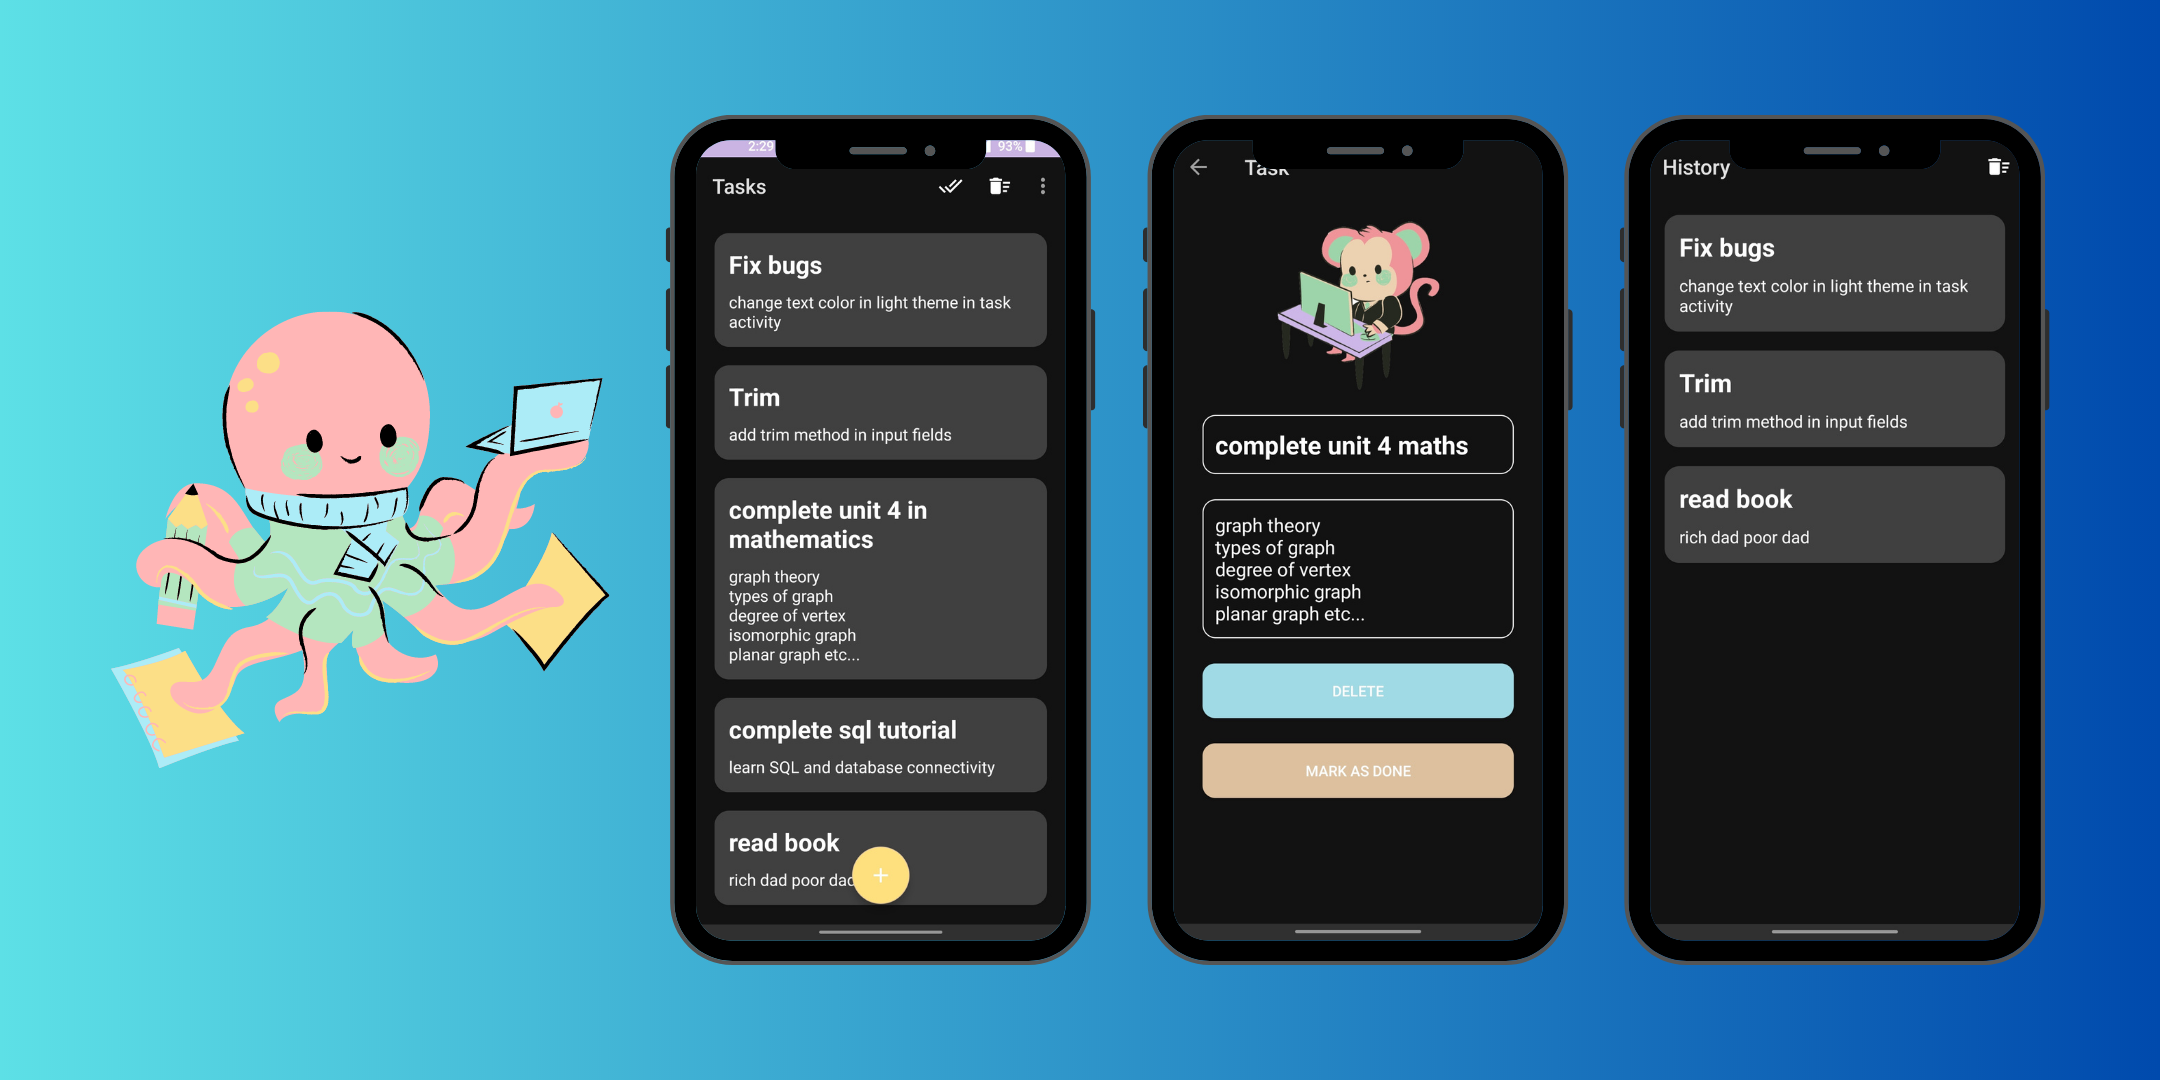 2:29
93%
Tasks
Fix bugs
change text color in light theme in task
activity
Trim
add trim method in input fields
complete unit 4 in
mathematics
graph theory
types of graph
degree of vertex
isomorphic graph
planar graph etc...
complete sql tutorial
learn SQL and database connectivity
read book
rich dad poor dad
+
Task
complete unit 4 maths
graph theory
types of graph
degree of vertex
isomorphic graph
planar graph etc...
DELETE
MARK AS DONE
History
Fix bugs
change text color in light theme in task
activity
Trim
add trim method in input fields
read book
rich dad poor dad